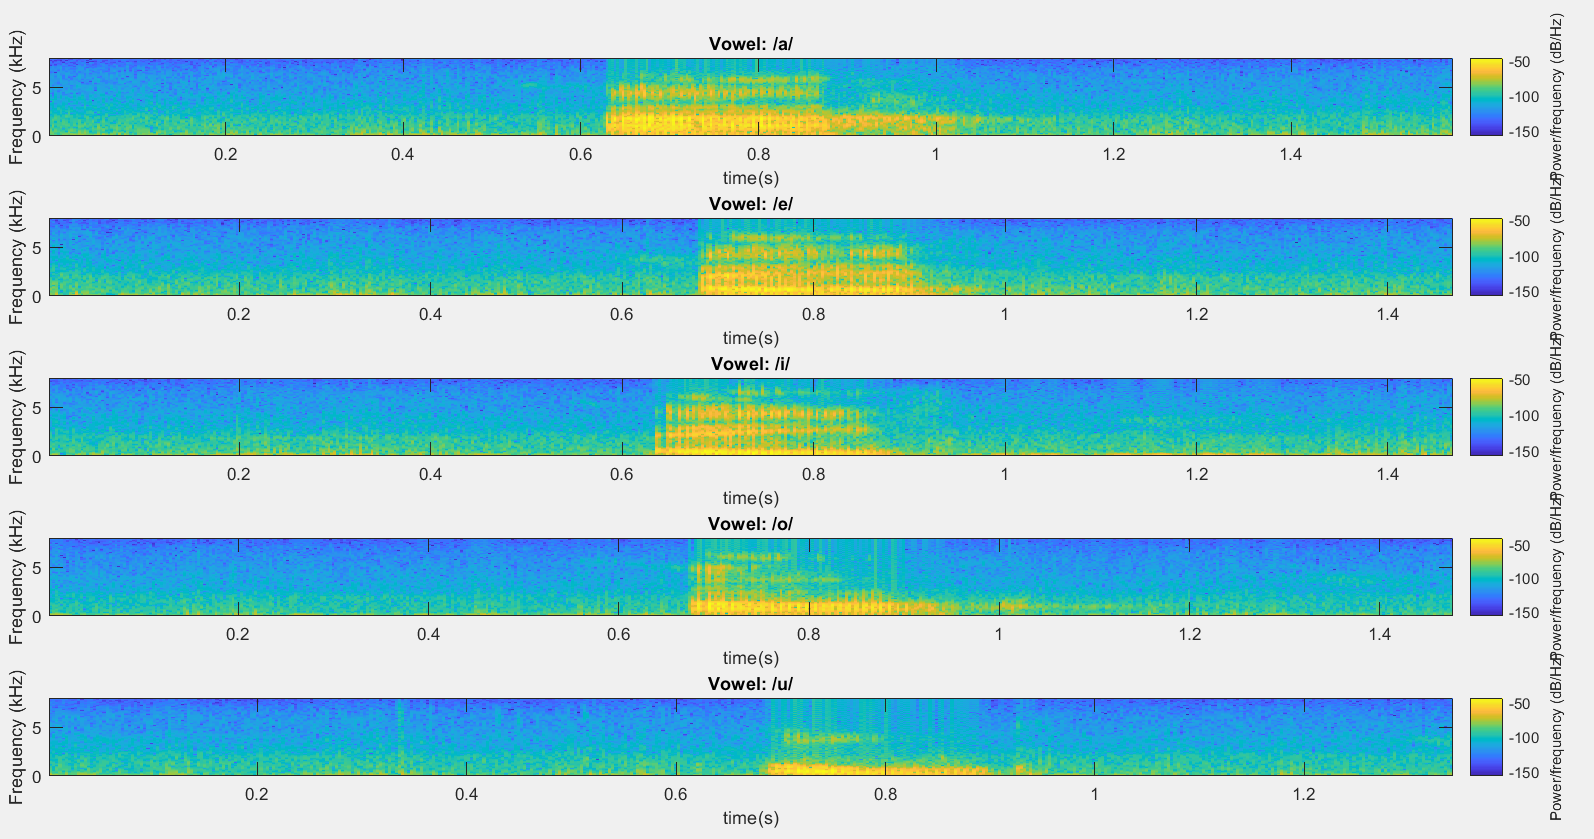 Vowel: /a/
Frequency (kHz)
5
0
0.2 0.4 0.6 0.8 1 1.2 1.4
time(s)
-50
-100
-150
Power/frequency (dB/Hz)
Vowel: /e/
Frequency (kHz)
5
0
0.2 0.4 0.6 0.8 1 1.2 1.4
time(s)
-50
-100
-150
Power/frequency (dB/Hz)
Vowel: /i/
Frequency (kHz)
5
0
0.2 0.4 0.6 0.8 1 1.2 1.4
time(s)
-50
-100
-150
Power/frequency (dB/Hz)
Vowel: /o/
Frequency (kHz)
5
0
0.2 0.4 0.6 0.8 1 1.2 1.4
time(s)
-50
-100
-150
Power/frequency (dB/Hz)
Vowel: /u/
Frequency (kHz)
5
0
0.2 0.4 0.6 0.8 1 1.2
time(s)
-50
-100
-150
Power/frequency (dB/Hz)